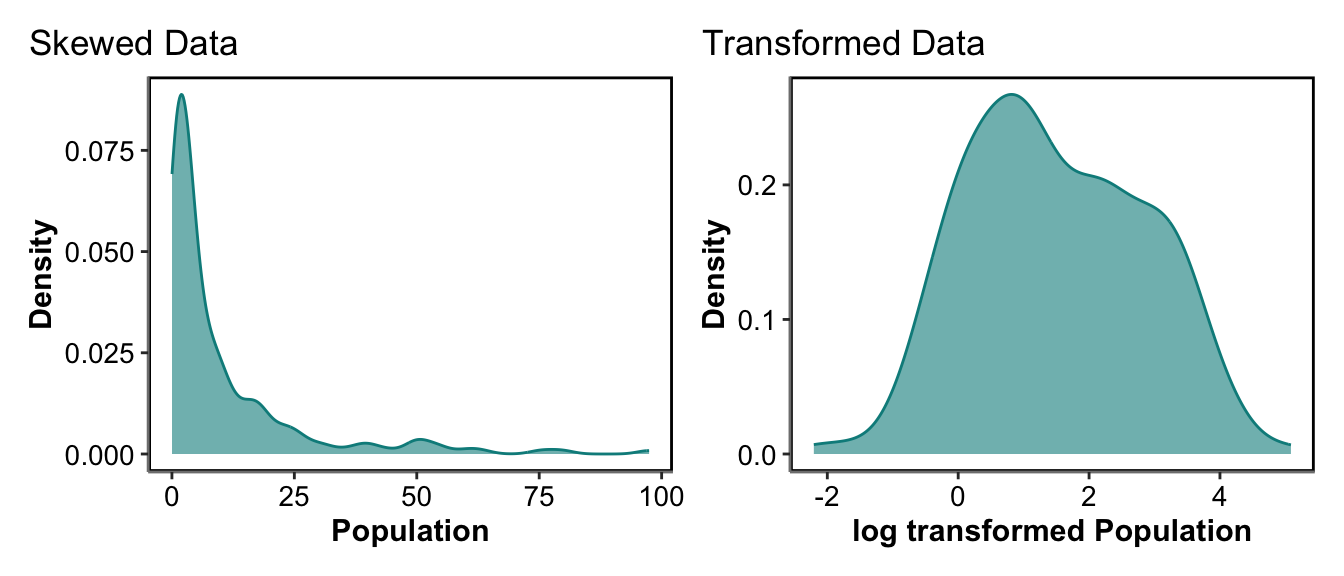 Skewed Data
Density
0.075
0.050
0.025
0.000
0 25 50 75 100
Population
Transformed Data
Density
0.2
0.1
0.0
-2 0 2 4
log transformed Population